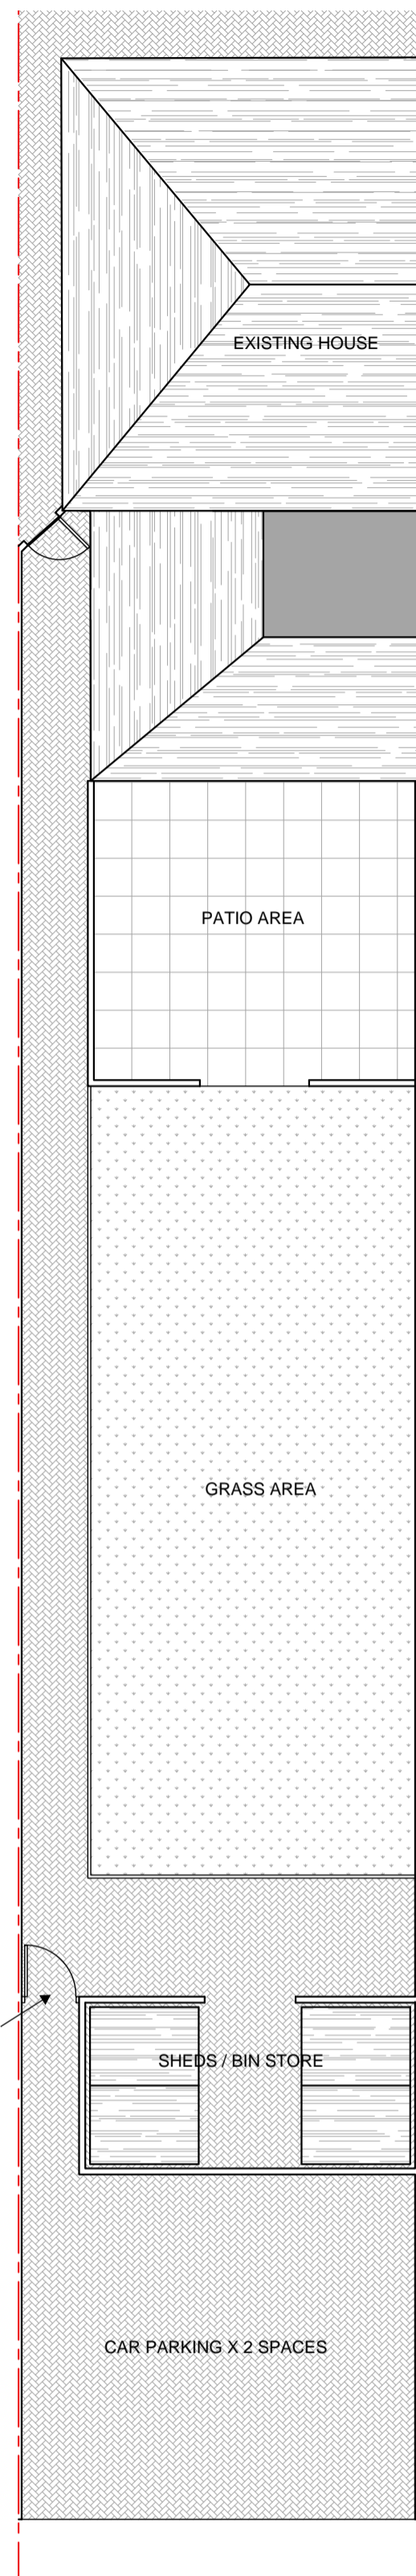 EXISTING HOUSE
PATIO AREA
GRASS AREA
SHEDS / BIN STORE
CAR PARKING X 2 SPACES